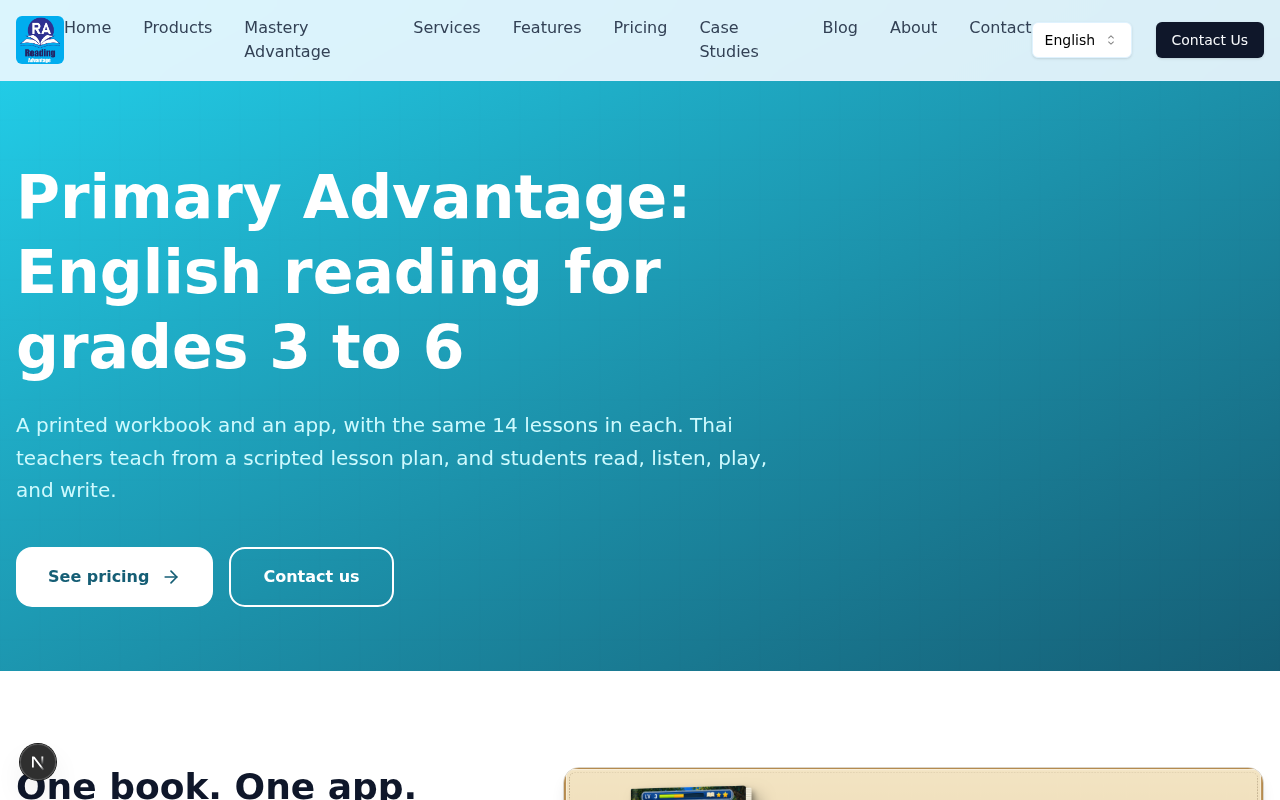 RA
Reading
Advantage
Home
Products
Mastery
Advantage
Services
Features
Pricing
Case
Studies
Blog
About
Contact
English
Contact Us
Primary Advantage:
English reading for
grades 3 to 6
A printed workbook and an app, with the same 14 lessons in each. Thai
teachers teach from a scripted lesson plan, and students read, listen, play,
and write.
See pricing
Contact us
N
One book. One app.
LV 3